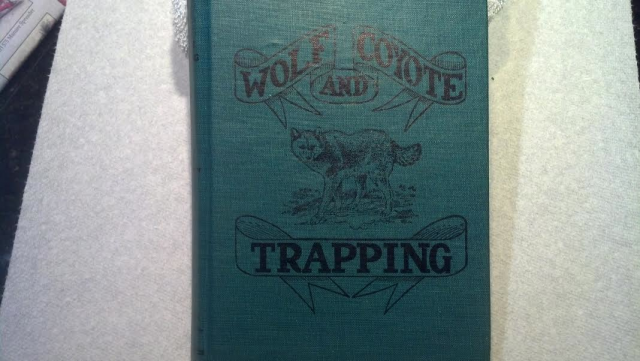 WOLF COYOTE
AND
TRAPPING